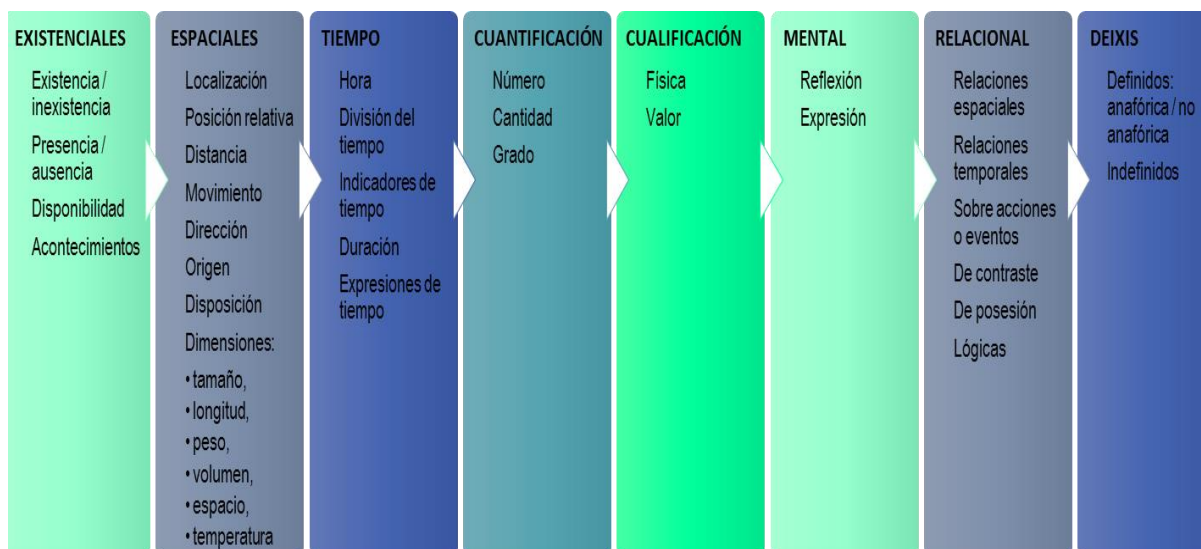 EXISTENCIALES
Existencia /
inexistencia
Presencia /
ausencia
Disponibilidad
Acontecimientos
ESPACIALES
Localización
Posición relativa
Distancia
Movimiento
Dirección
Origen
Disposición
Dimensiones:
• tamaño,
• longitud,
• peso,
• volumen,
• espacio,
• temperatura
TIEMPO
Hora
División del
tiempo
Indicadores de
tiempo
Duración
Expresiones de
tiempo
CUANTIFICACIÓN
Número
Cantidad
Grado
CUALIFICACIÓN
Física
Valor
MENTAL
Reflexión
Expresión
RELACIONAL
Relaciones
espaciales
Relaciones
temporales
Sobre acciones
o eventos
De contraste
De posesión
Lógicas
DEIXIS
Definidos:
anafórica / no
anafórica
Indefinidos